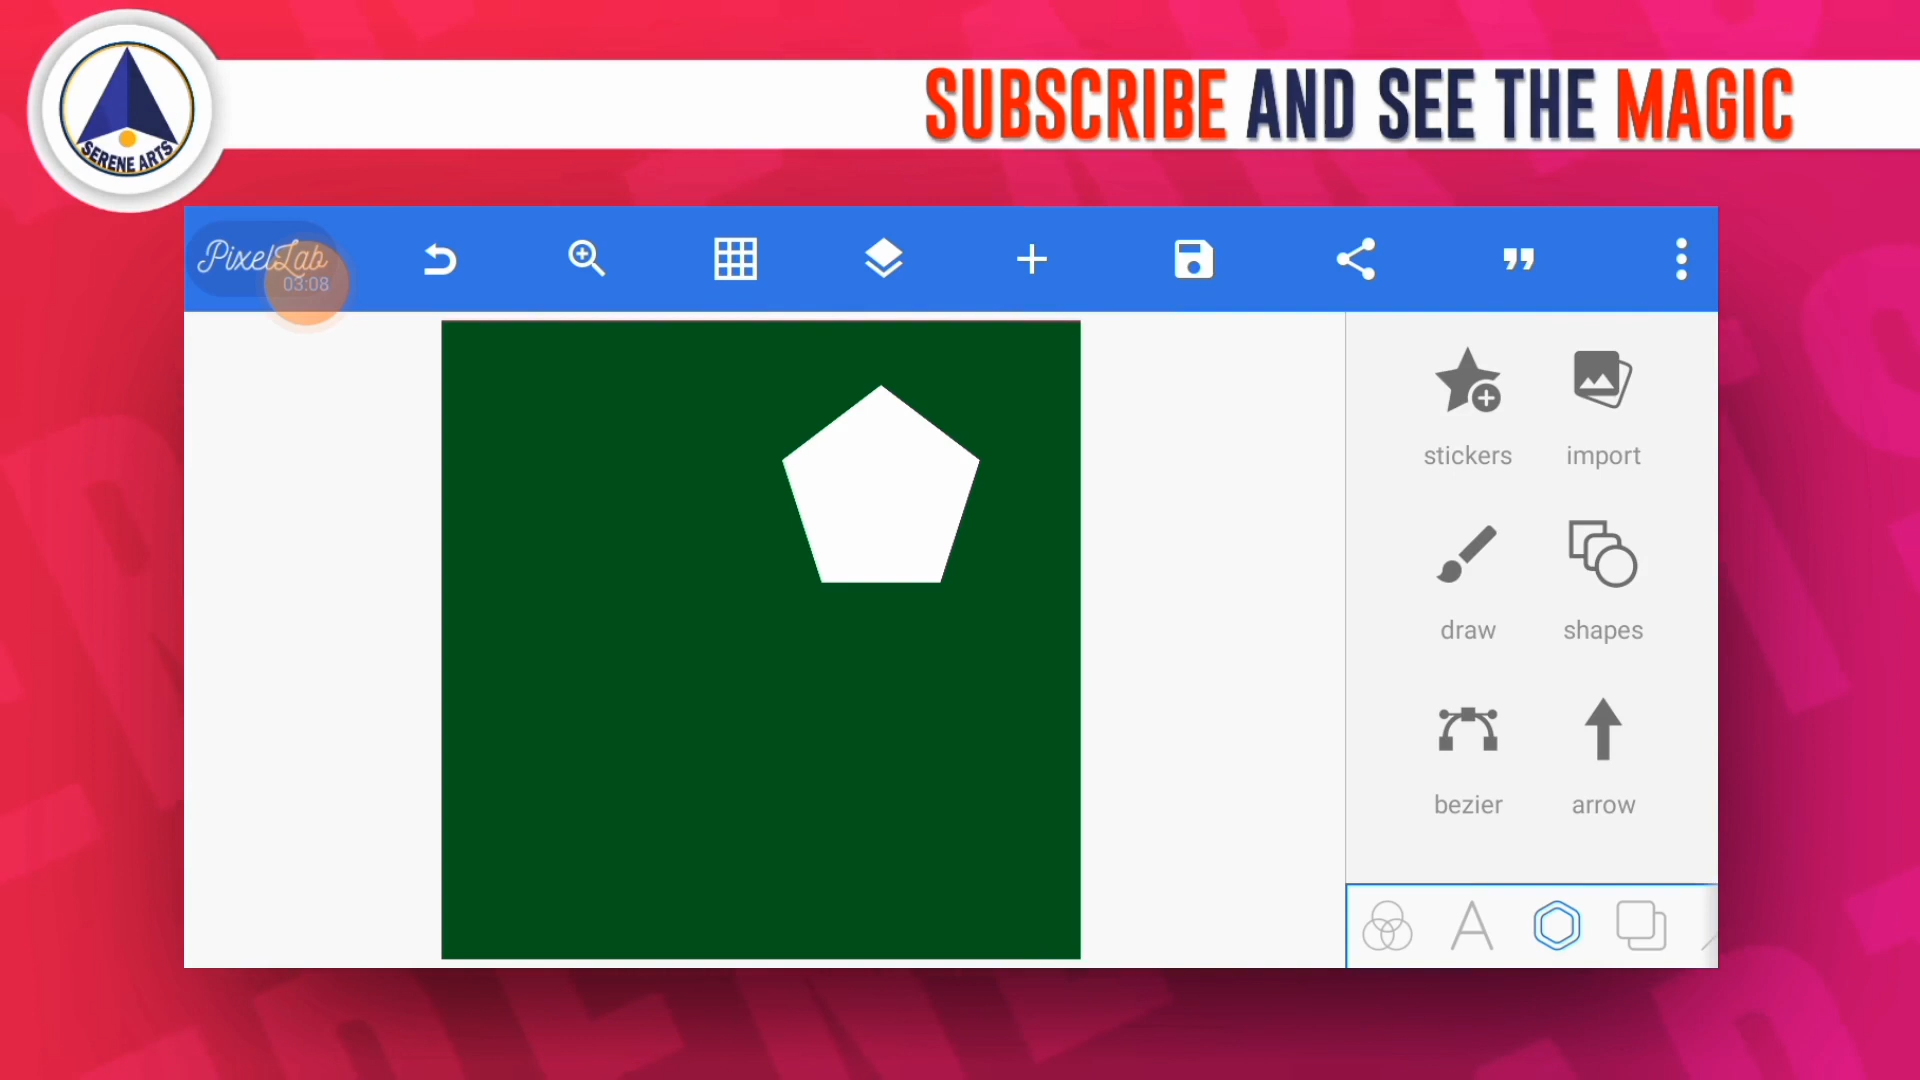 SUBSCRIBE AND SEE THE MAGIC
SERENE ARTS
PixelLab
03:08
stickers
import
draw
shapes
bezier
arrow